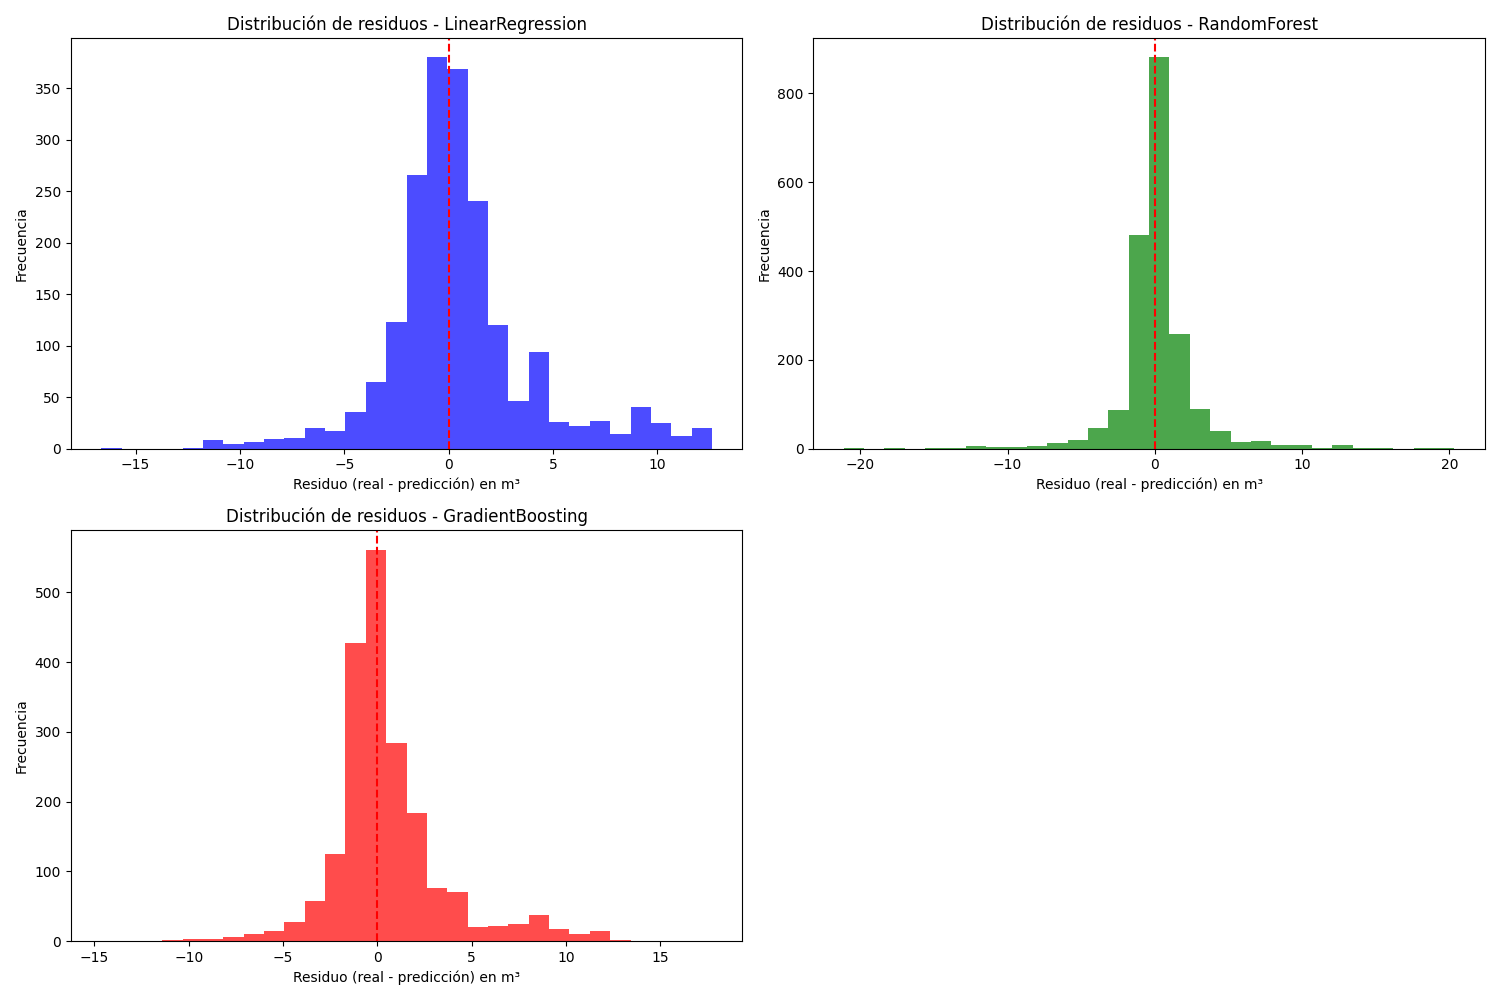 Distribución de residuos - LinearRegression
Frecuencia
350
300
250
200
150
100
50
0
−15 −10 −5 0 5 10
Residuo (real - predicción) en m³
Distribución de residuos - RandomForest
Frecuencia
800
600
400
200
0
−20 −10 0 10 20
Residuo (real - predicción) en m³
Distribución de residuos - GradientBoosting
Frecuencia
500
400
300
200
100
0
−15 −10 −5 0 5 10 15
Residuo (real - predicción) en m³